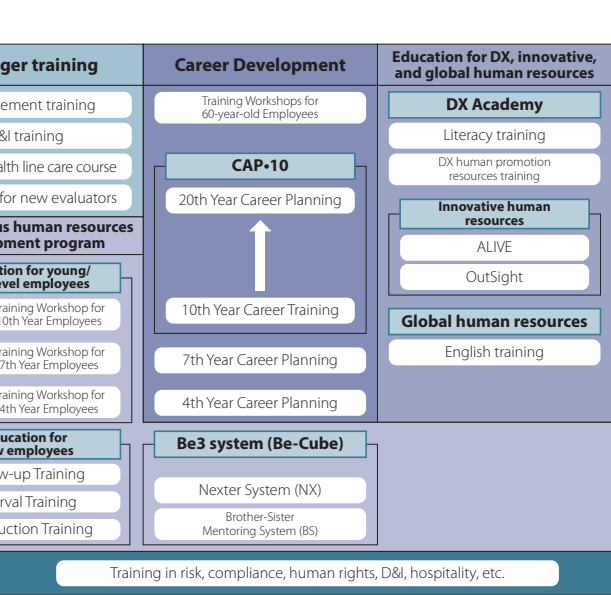 ger training
ement training
&I training
alth line care course
for new evaluators
us human resources
pment program
tion for young/
evel employees
raining Workshop for
10th Year Employees
raining Workshop for
7th Year Employees
raining Workshop for
4th Year Employees
ucation for
w employees
w-up Training
rval Training
uction Training
Career Development
Training Workshops for
60-year-old Employees
CAP•10
20th Year Career Planning
10th Year Career Training
7th Year Career Planning
4th Year Career Planning
Be3 system (Be-Cube)
Nexter System (NX)
Brother-Sister
Mentoring System (BS)
Education for DX, innovative,
and global human resources
DX Academy
Literacy training
DX human promotion
resources training
Innovative human
resources
ALIVE
OutSight
Global human resources
English training
Training in risk, compliance, human rights, D&I, hospitality, etc.